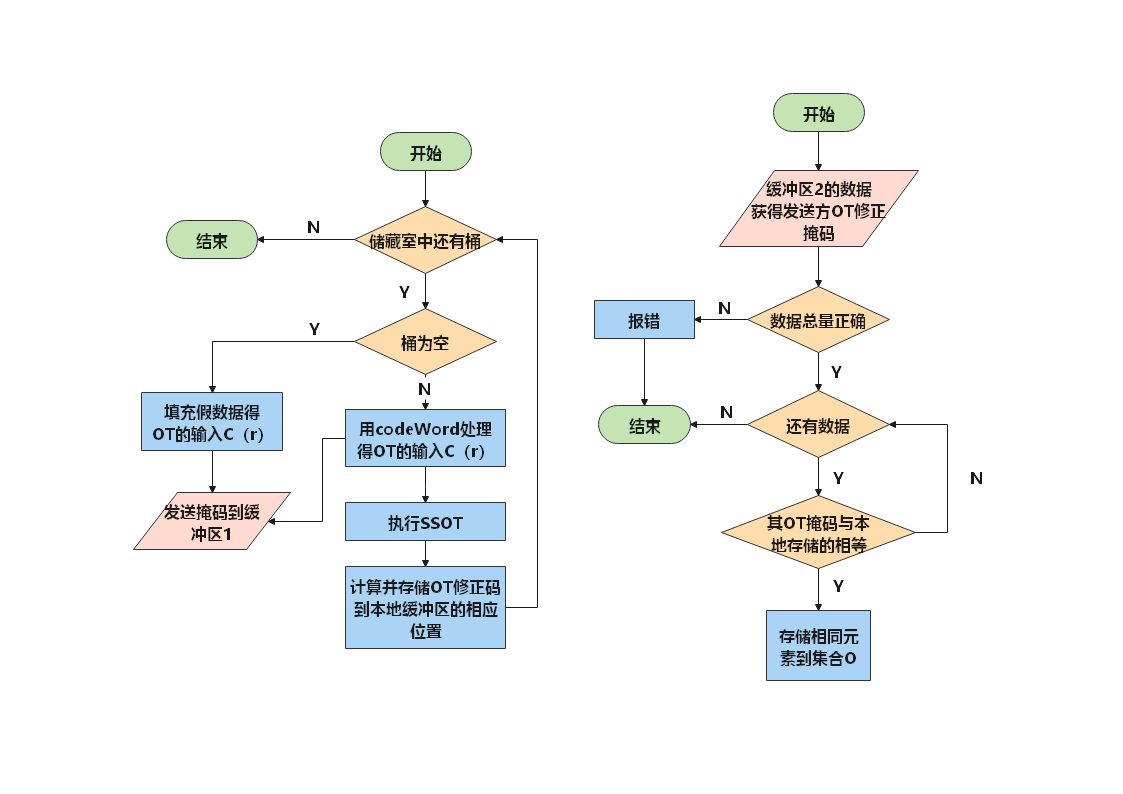 开始
储藏室中还有桶
N
结束
Y
桶为空
Y
N
填充假数据得
OT的输入C（r）
用codeWord处理
得OT的输入C（r）
发送掩码到缓
冲区1
执行SSOT
计算并存储OT修正码
到本地缓冲区的相应
位置
开始
缓冲区2的数据
获得发送方OT修正
掩码
数据总量正确
N
报错
Y
还有数据
N
结束
Y
N
其OT掩码与本
地存储的相等
Y
存储相同元
素到集合O